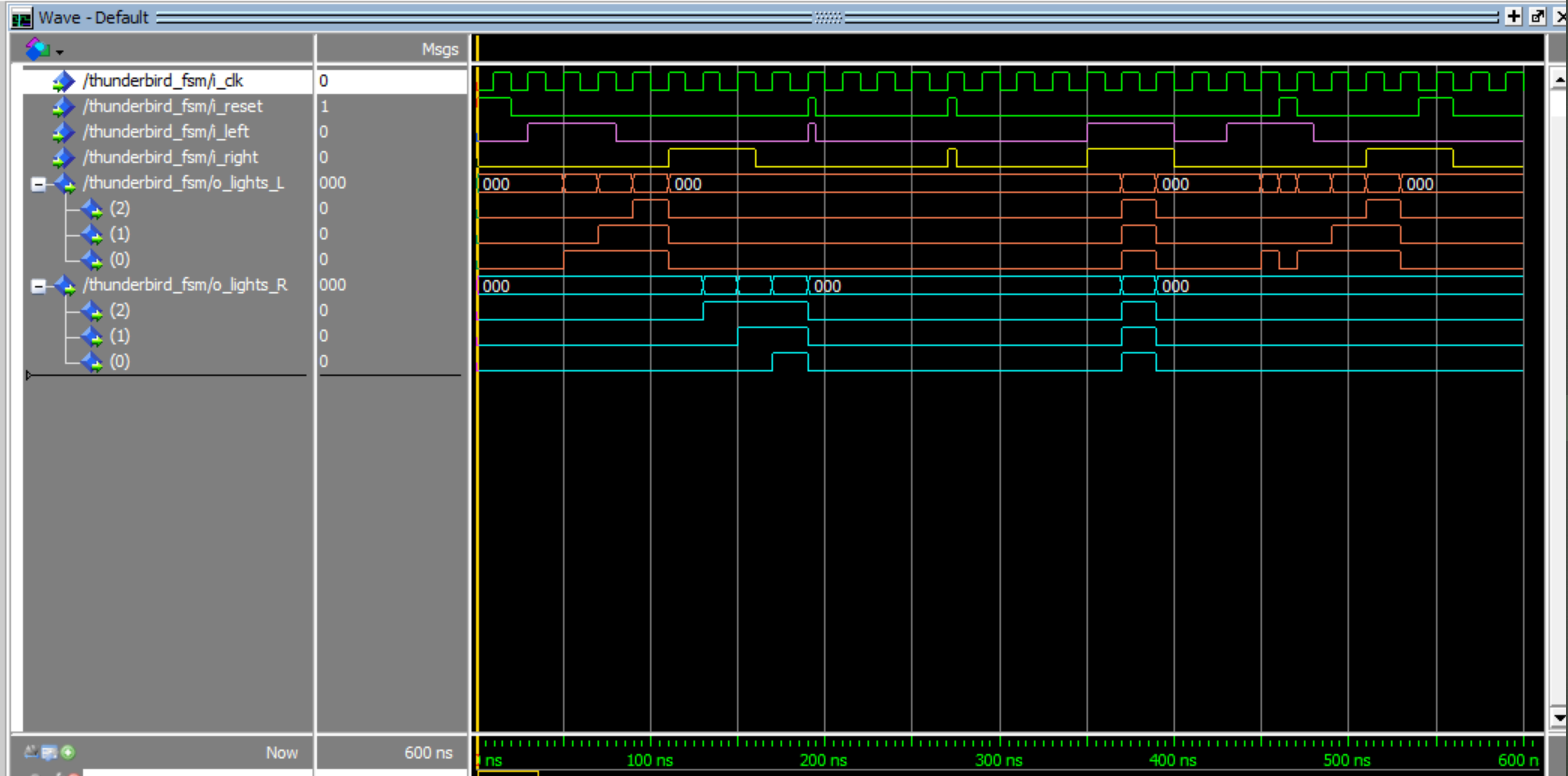 Wave - Default
Msgs
/thunderbird_fsm/i_clk 0
/thunderbird_fsm/i_reset 1
/thunderbird_fsm/i_left 0
/thunderbird_fsm/i_right 0
/thunderbird_fsm/o_lights_L 000 000 000 000 000
(2) 0
(1) 0
(0) 0
/thunderbird_fsm/o_lights_R 000 000 000 000
(2) 0
(1) 0
(0) 0
Now 600 ns ns 100 ns 200 ns 300 ns 400 ns 500 ns 600 n